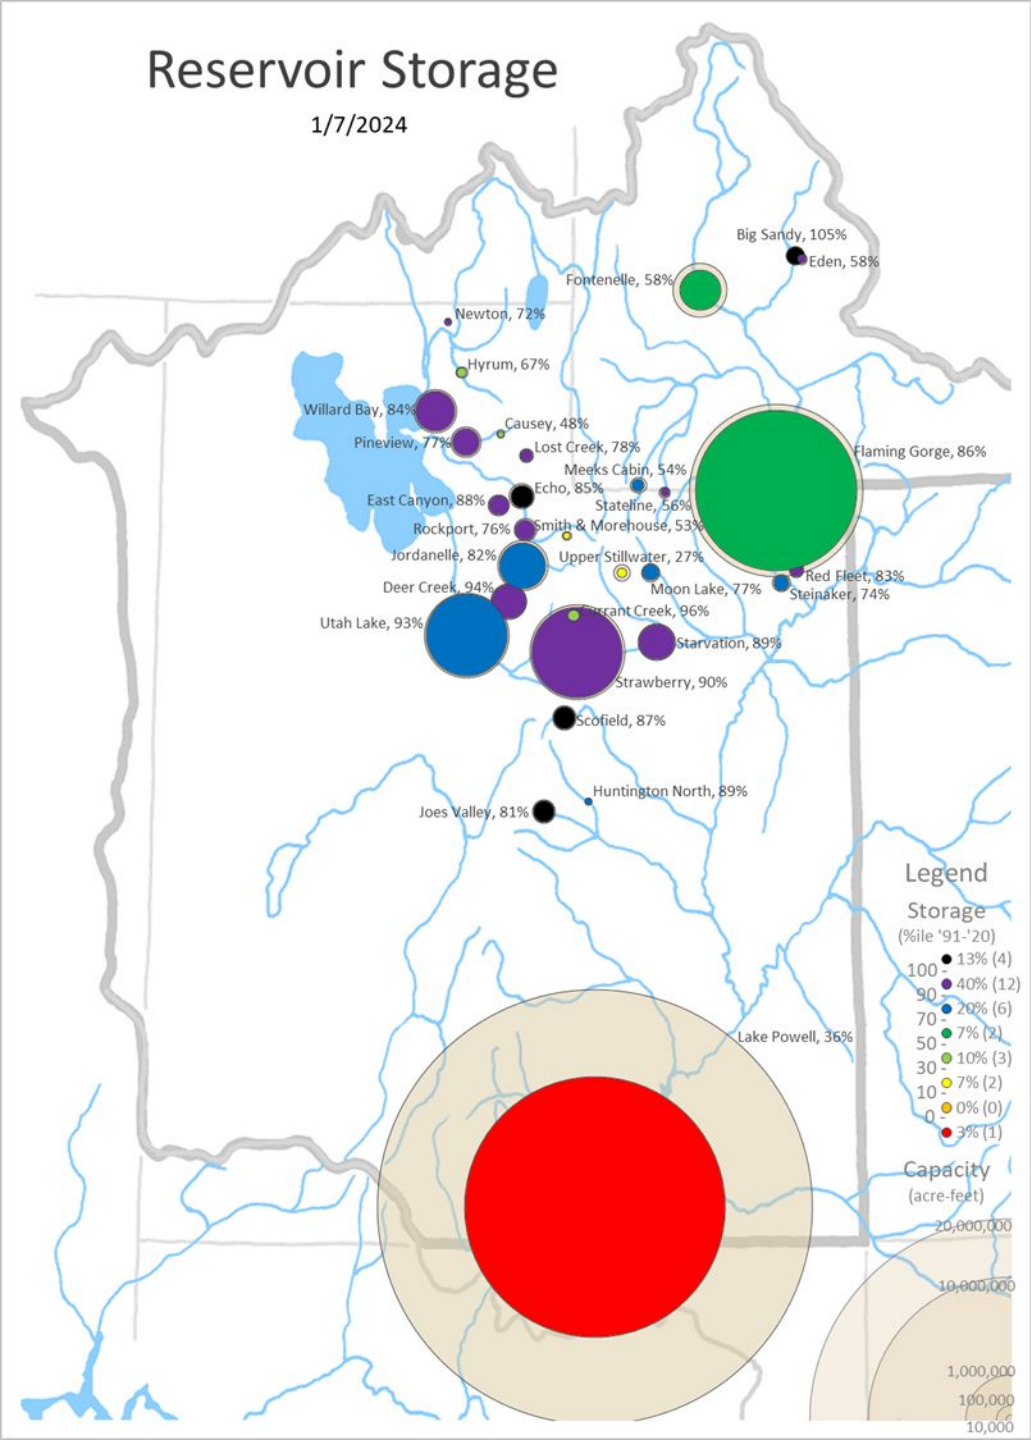 Reservoir Storage
1/7/2024
Big Sandy, 105%
Eden, 58%
Fontenelle, 58%
Newton, 72%
Hyrum, 67%
Willard Bay, 84%
Causey, 48%
Pineview, 77%
Lost Creek, 78%
Flaming Gorge, 86%
Meeks Cabin, 54%
Echo, 85%
East Canyon, 88%
Stateline, 56%
Rockport, 76%
Smith & Morehouse, 53%
Jordanelle, 82%
Upper Stillwater, 27%
Red Fleet, 83%
Deer Creek, 94%
Moon Lake, 77%
Steinaker, 74%
Currant Creek, 96%
Utah Lake, 93%
Starvation, 89%
Strawberry, 90%
Scofield, 87%
Huntington North, 89%
Joes Valley, 81%
Lake Powell, 36%
Legend
Storage
(%ile '91-'20)
13% (4)
100 -
40% (12)
90 -
20% (6)
70 -
7% (2)
50 -
10% (3)
30 -
7% (2)
10 -
0% (0)
0 -
3% (1)
Capacity
(acre-feet)
20,000,000
10,000,000
1,000,000
100,000
10,000